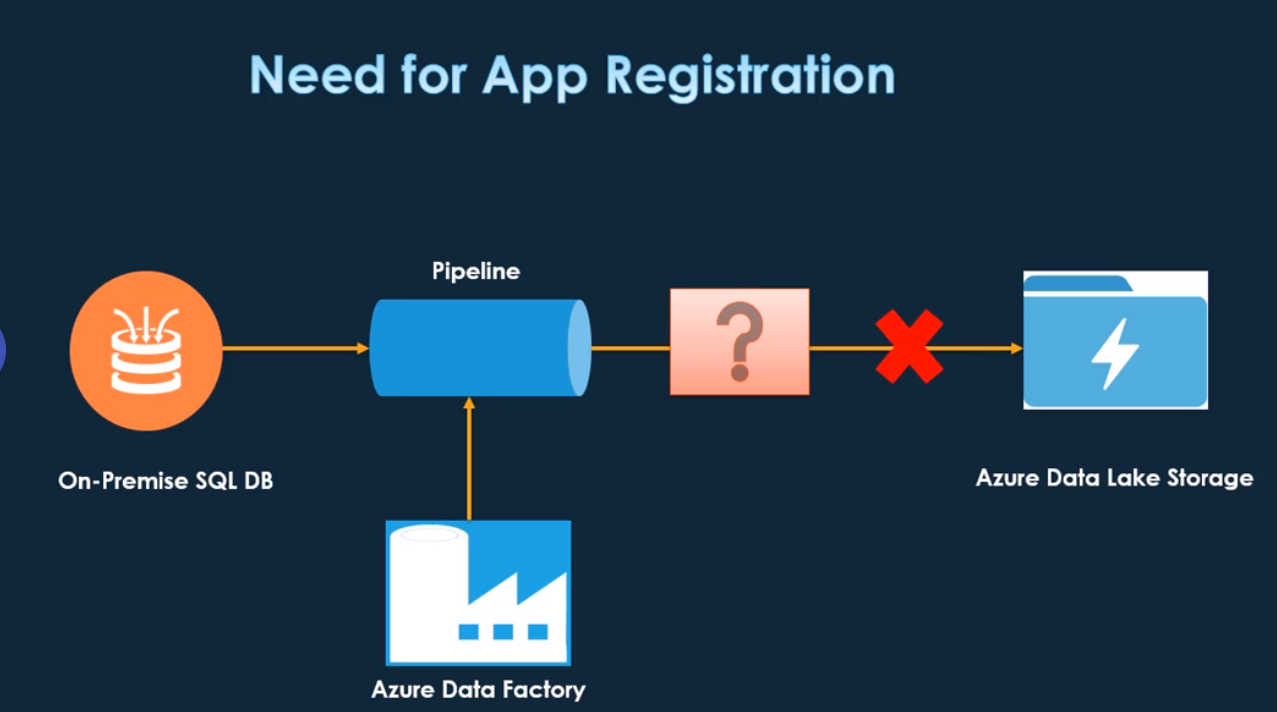 Need for App Registration
Pipeline
?
On-Premise SQL DB
Azure Data Lake Storage
Azure Data Factory